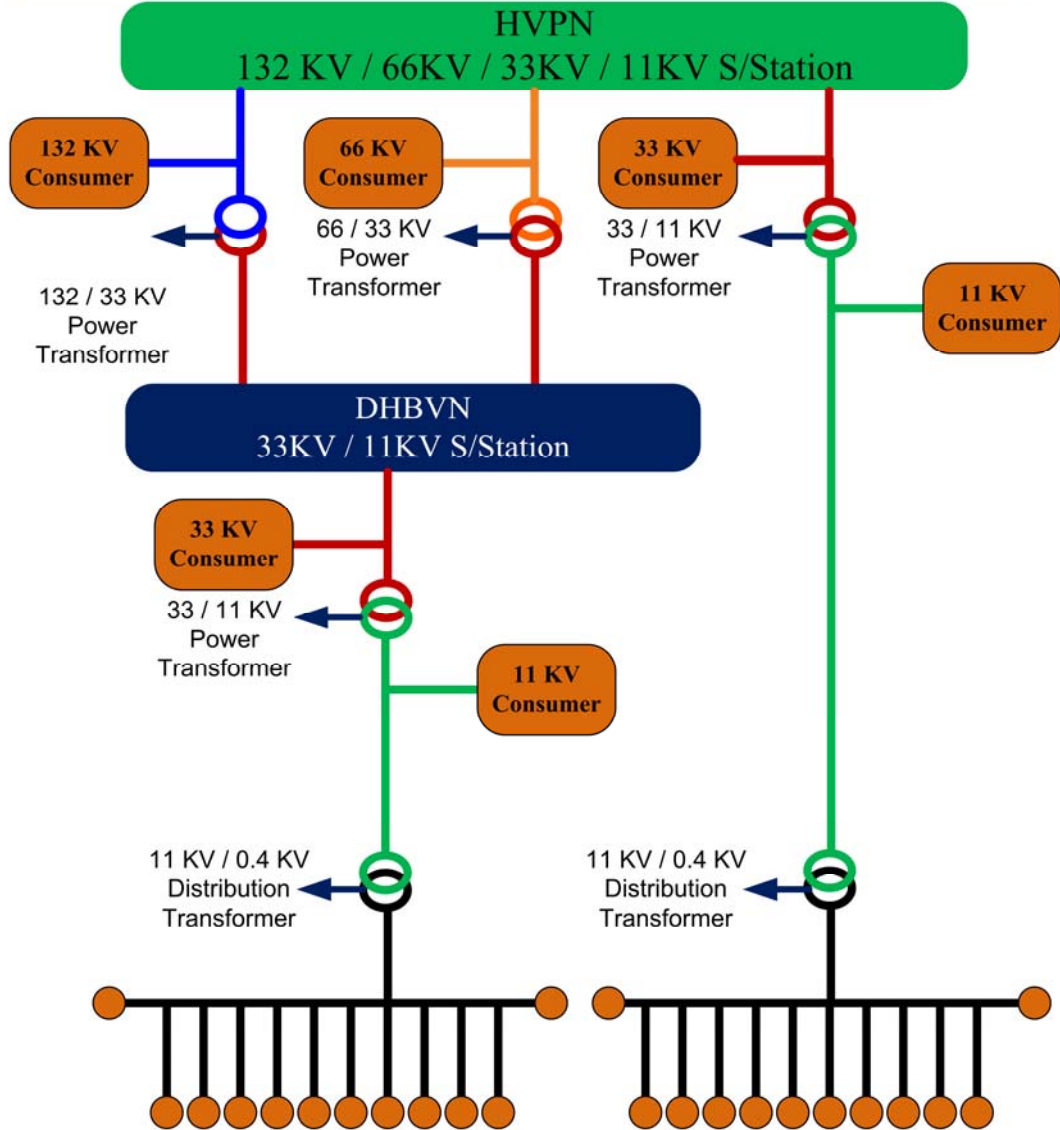 HVPN
132 KV / 66KV / 33KV / 11KV S/Station
132 KV
Consumer
66 KV
Consumer
33 KV
Consumer
132 / 33 KV
Power
Transformer
66 / 33 KV
Power
Transformer
33 / 11 KV
Power
Transformer
11 KV
Consumer
DHBVN
33KV / 11KV S/Station
33 KV
Consumer
33 / 11 KV
Power
Transformer
11 KV
Consumer
11 KV / 0.4 KV
Distribution
Transformer
11 KV / 0.4 KV
Distribution
Transformer